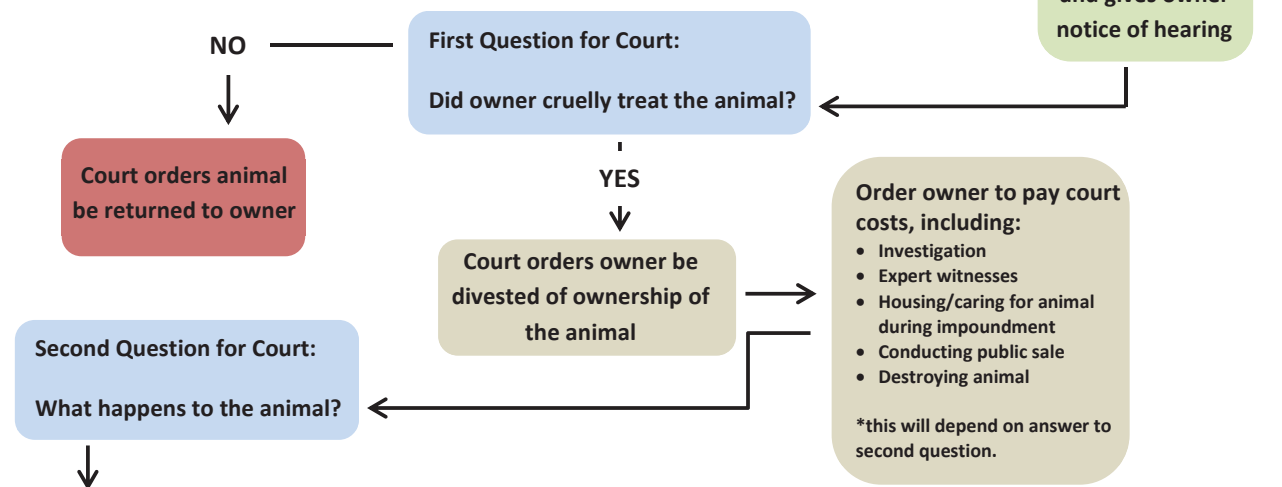 and gives owner
notice of hearing
NO
First Question for Court:
Did owner cruelly treat the animal?
Court orders animal
be returned to owner
YES
Court orders owner be
divested of ownership of
the animal
Order owner to pay court
costs, including:
• Investigation
• Expert witnesses
• Housing/caring for animal
during impoundment
• Conducting public sale
• Destroying animal
*this will depend on answer to
second question.
Second Question for Court:
What happens to the animal?